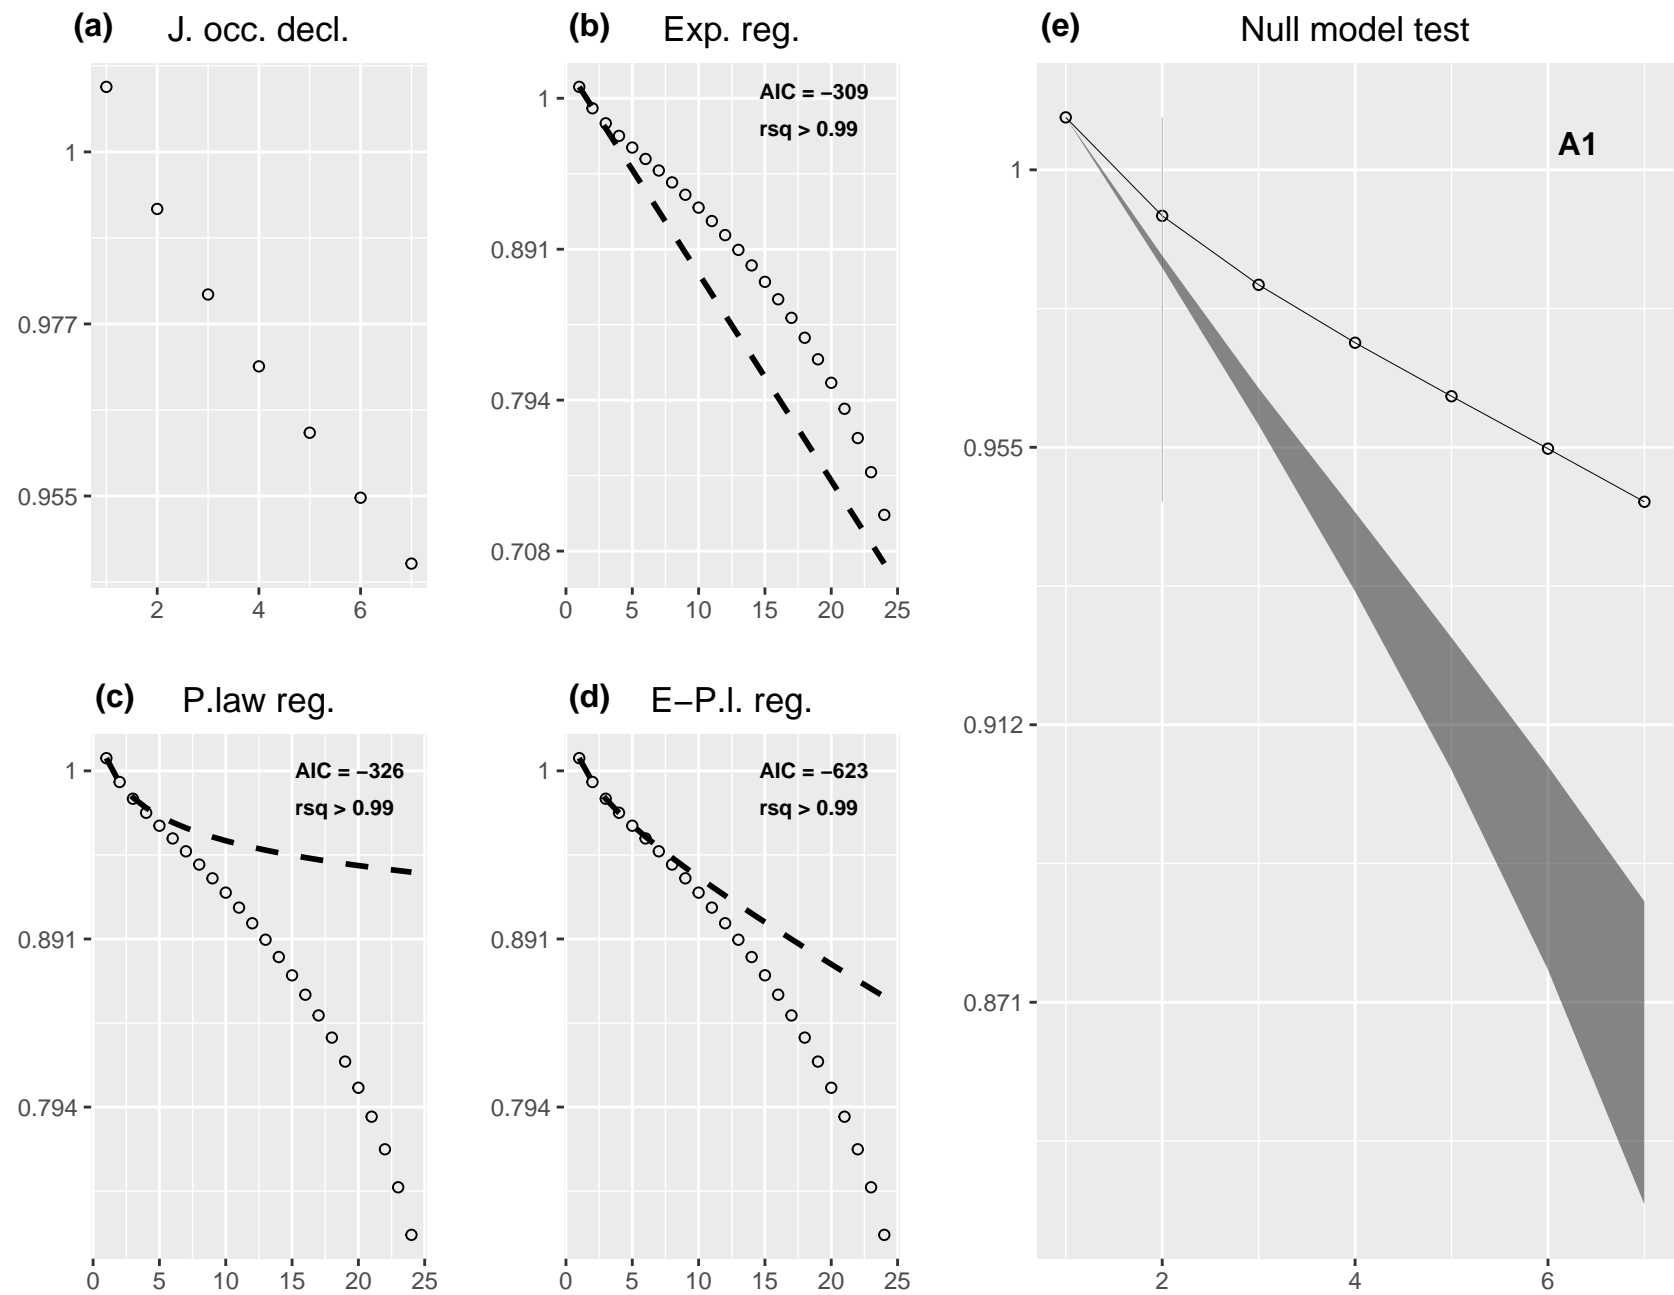 (a) J. occ. decl.
1
0.977
0.955
2 4 6
(b) Exp. reg.
AIC = −309
rsq > 0.99
1
0.891
0.794
0.708
0 5 10 15 20 25
(c) P.law reg.
AIC = −326
rsq > 0.99
1
0.891
0.794
0 5 10 15 20 25
(d) E−P.l. reg.
AIC = −623
rsq > 0.99
1
0.891
0.794
0 5 10 15 20 25
(e) Null model test
A1
1
0.955
0.912
0.871
2 4 6